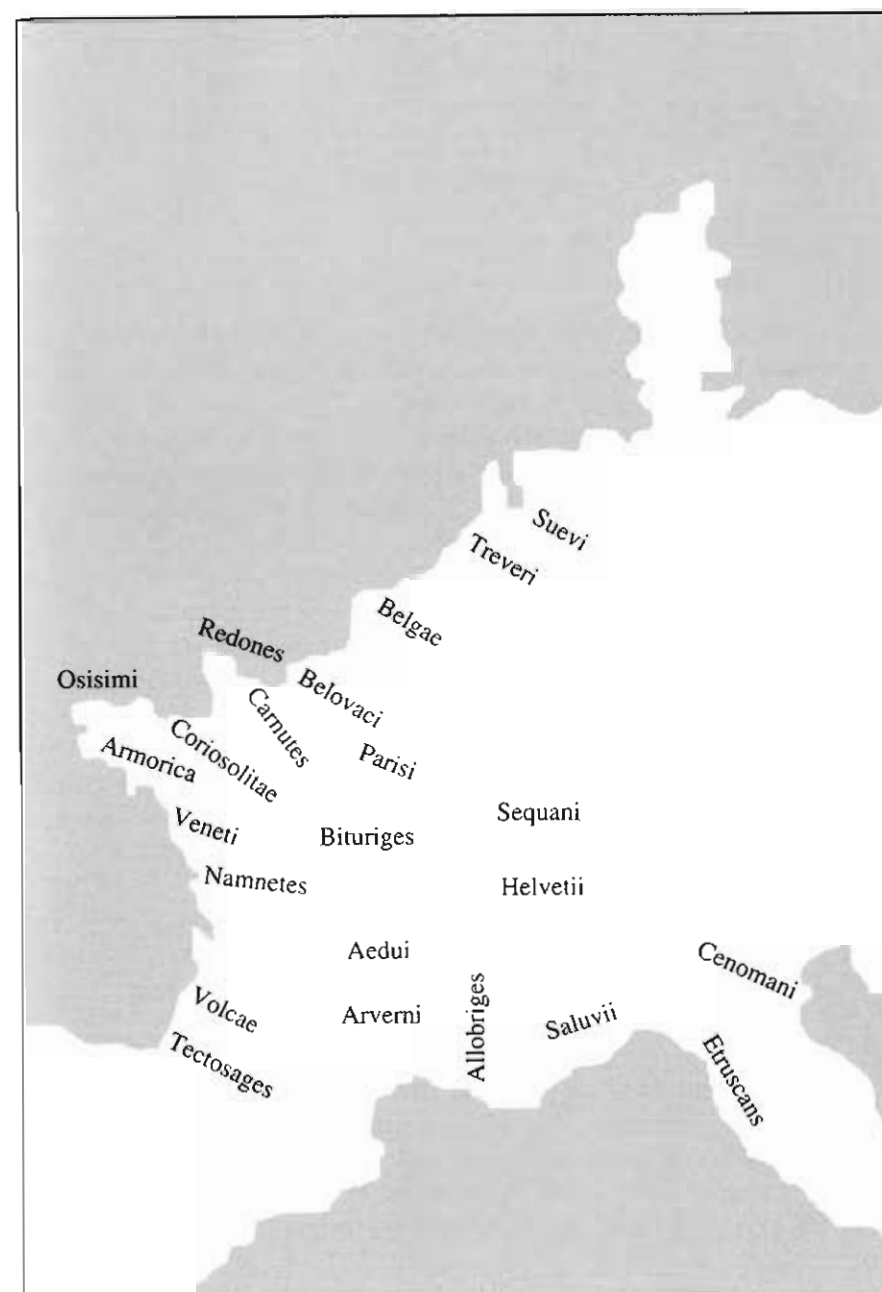 Suevi
Treveri
Belgae
Redones
Osisimi
Belovaci
Carnutes
Coriosolitae
Armorica
Parisi
Sequani
Veneti
Bituriges
Namnetes
Helvetii
Aedui
Cenomani
Volcae
Arverni
Allobriges
Saluvii
Tectosages
Etruscans